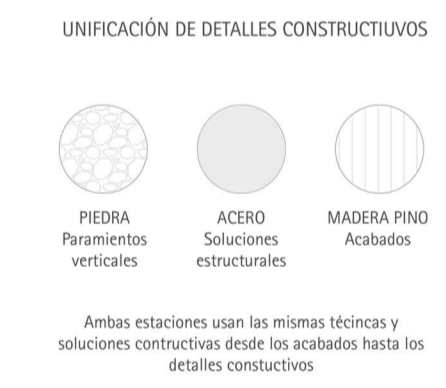 UNIFICACIÓN DE DETALLES CONSTRUCTIUVOS
PIEDRA
Paramientos
verticales
ACERO
Soluciones
estructurales
MADERA PINO
Acabados
Ambas estaciones usan las mismas técincas y
soluciones contructivas desde los acabados hasta los
detalles constuctivos